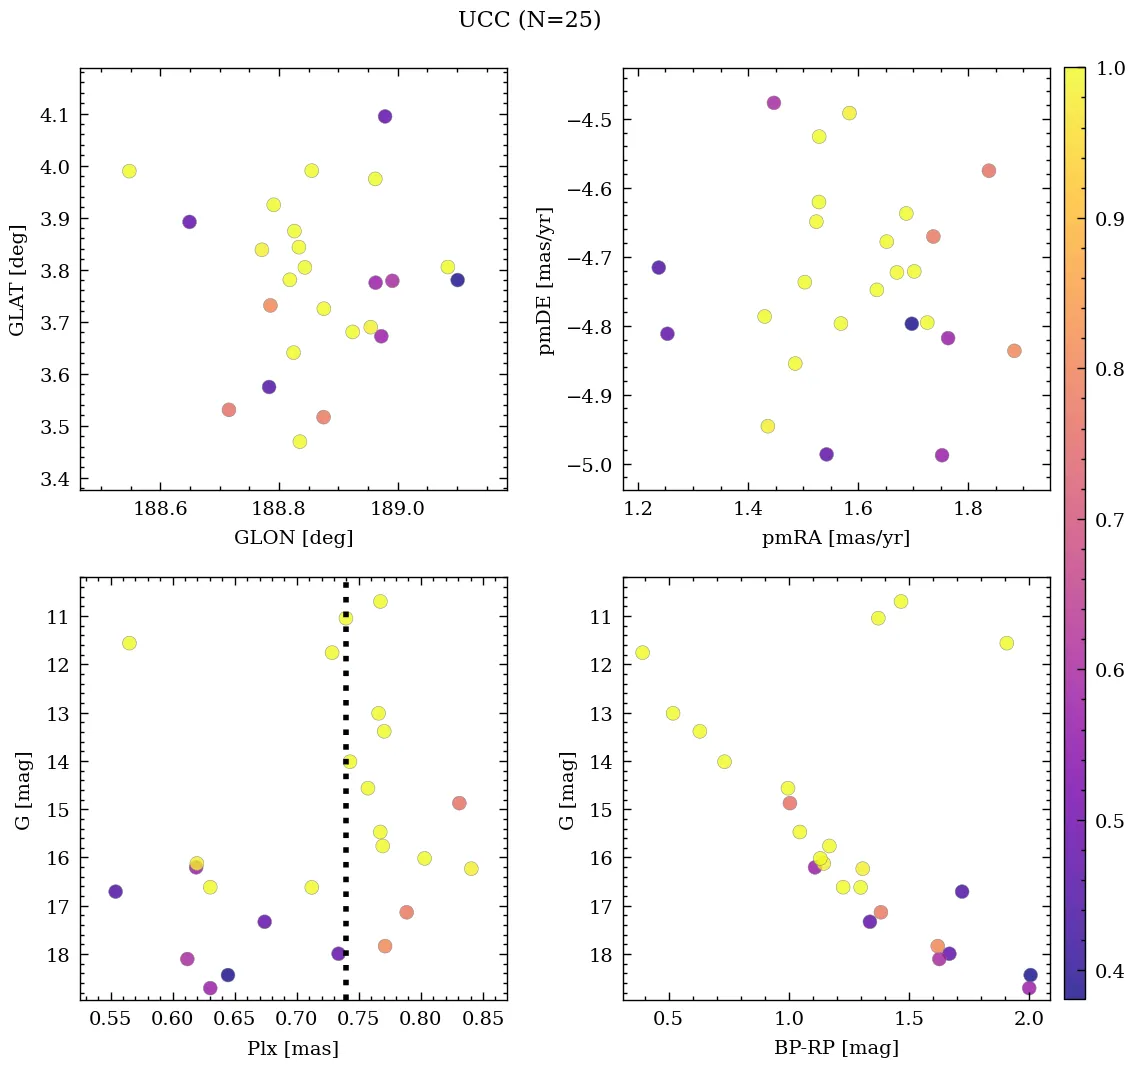 UCC (N=25)
4.1
4.0
3.9
3.8
3.7
3.6
3.5
3.4
GLAT [deg]
188.6 188.8 189.0
GLON [deg]
−4.5
−4.6
−4.7
−4.8
−4.9
−5.0
pmDE [mas/yr]
1.2 1.4 1.6 1.8
pmRA [mas/yr]
1.0
0.9
0.8
0.7
0.6
0.5
0.4
11
12
13
14
15
16
17
18
G [mag]
0.55 0.60 0.65 0.70 0.75 0.80 0.85
Plx [mas]
11
12
13
14
15
16
17
18
G [mag]
0.5 1.0 1.5 2.0
BP-RP [mag]